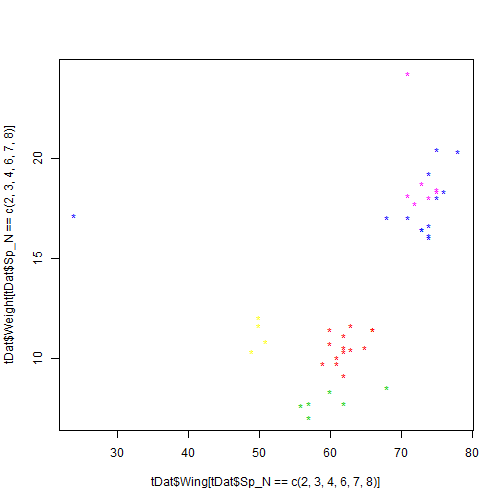 tDat$Weight[tDat$Sp_N == c(2, 3, 4, 6, 7, 8)]
20
15
10
30 40 50 60 70 80
tDat$Wing[tDat$Sp_N == c(2, 3, 4, 6, 7, 8)]